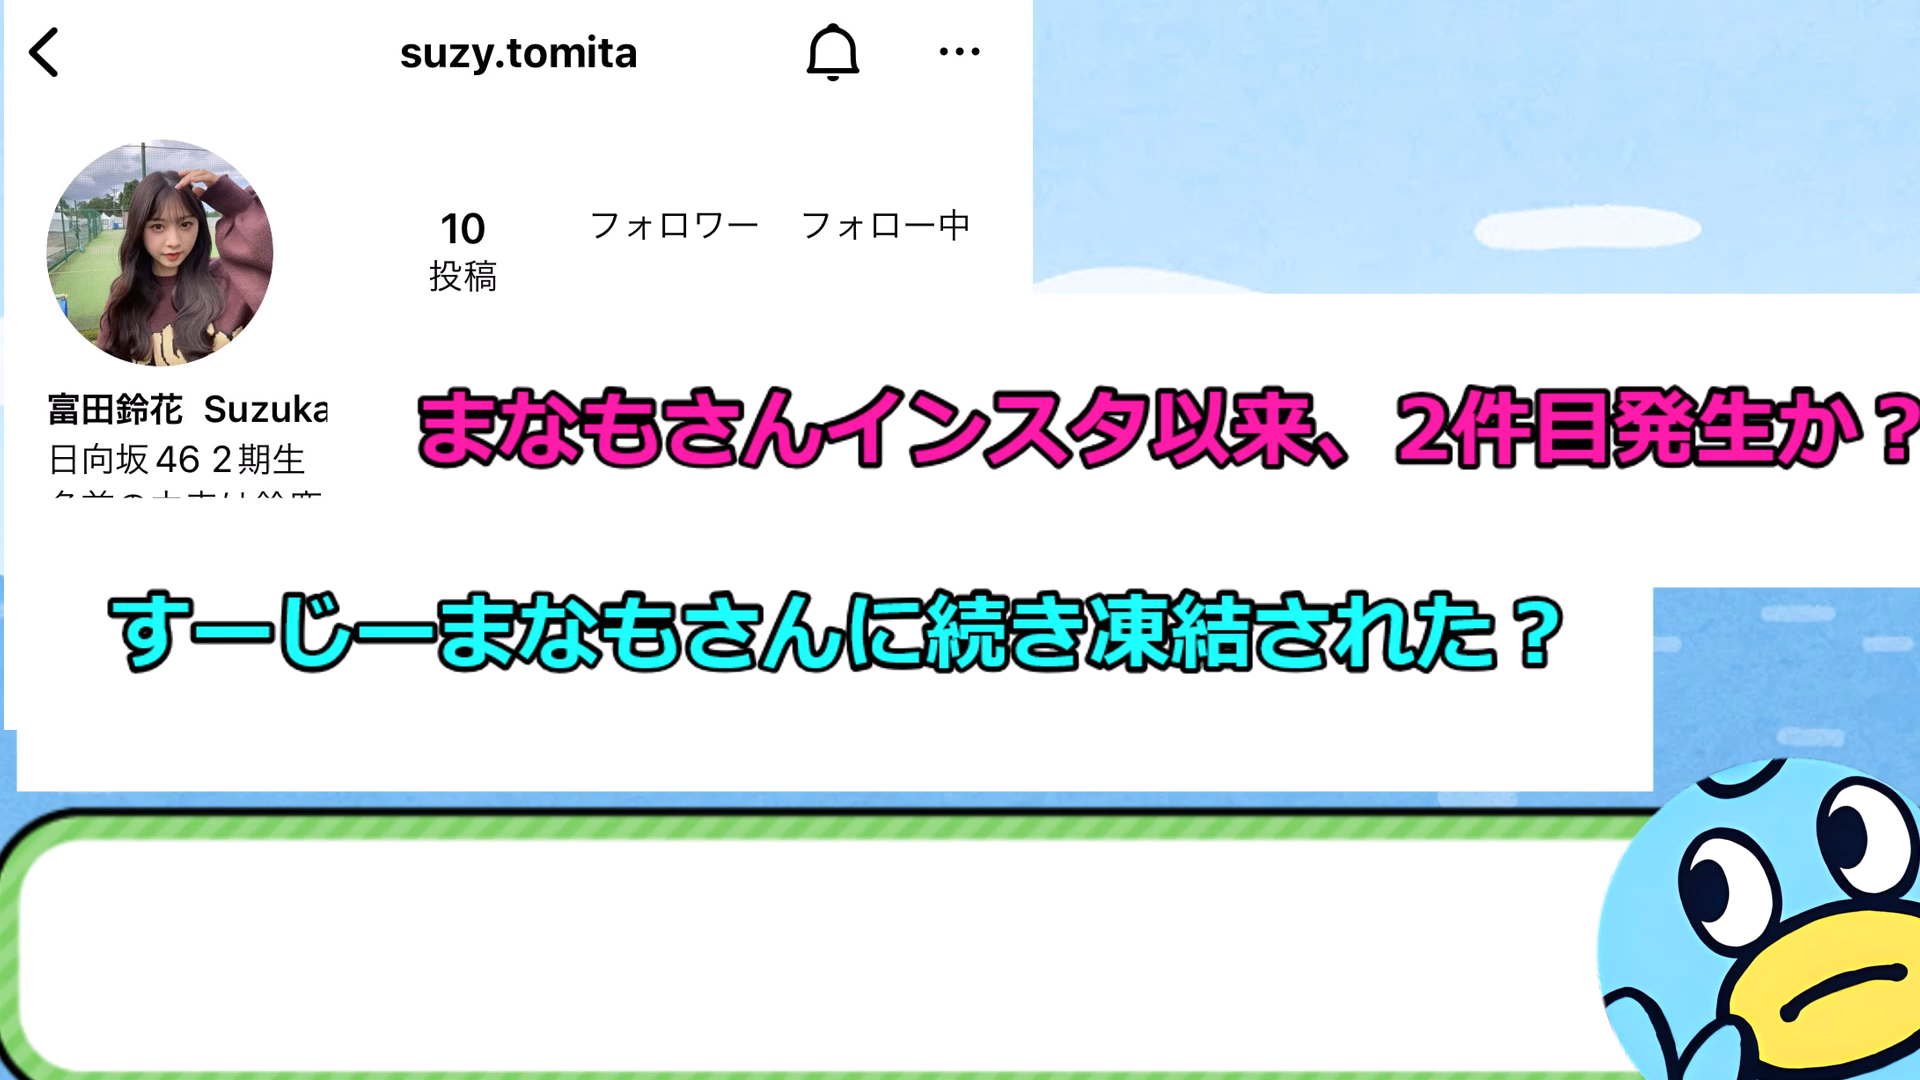 suzy.tomita
10
投稿
フォロワー
フォロー中
富田鈴花 Suzuka
日向坂46 2期生
まなもさんインスタ以来、2件目発生か？
すーじーまなもさんに続き凍結された？